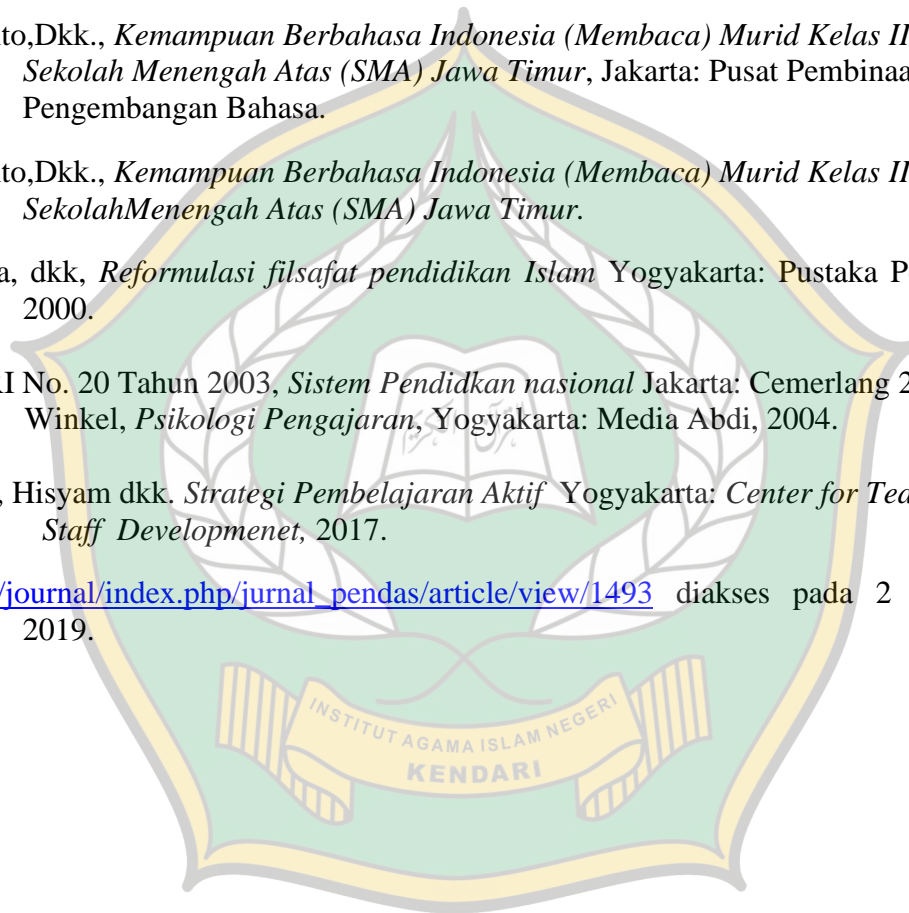 ito,Dkk., Kemampuan Berbahasa Indonesia (Membaca) Murid Kelas II
Sekolah Menengah Atas (SMA) Jawa Timur, Jakarta: Pusat Pembinaa
Pengembangan Bahasa.
ito,Dkk., Kemampuan Berbahasa Indonesia (Membaca) Murid Kelas II
SekolahMenengah Atas (SMA) Jawa Timur.
a, dkk, Reformulasi filsafat pendidikan Islam Yogyakarta: Pustaka P
2000.
RI No. 20 Tahun 2003, Sistem Pendidkan nasional Jakarta: Cemerlang 2
Winkel, Psikologi Pengajaran, Yogyakarta: Media Abdi, 2004.
, Hisyam dkk. Strategi Pembelajaran Aktif Yogyakarta: Center for Tea
Staff Developmenet, 2017.
/journal/index.php/jurnal_pendas/article/view/1493 diakses pada 2
2019.
INSTITUT AGAMA ISLAM NEGERI
KENDARI